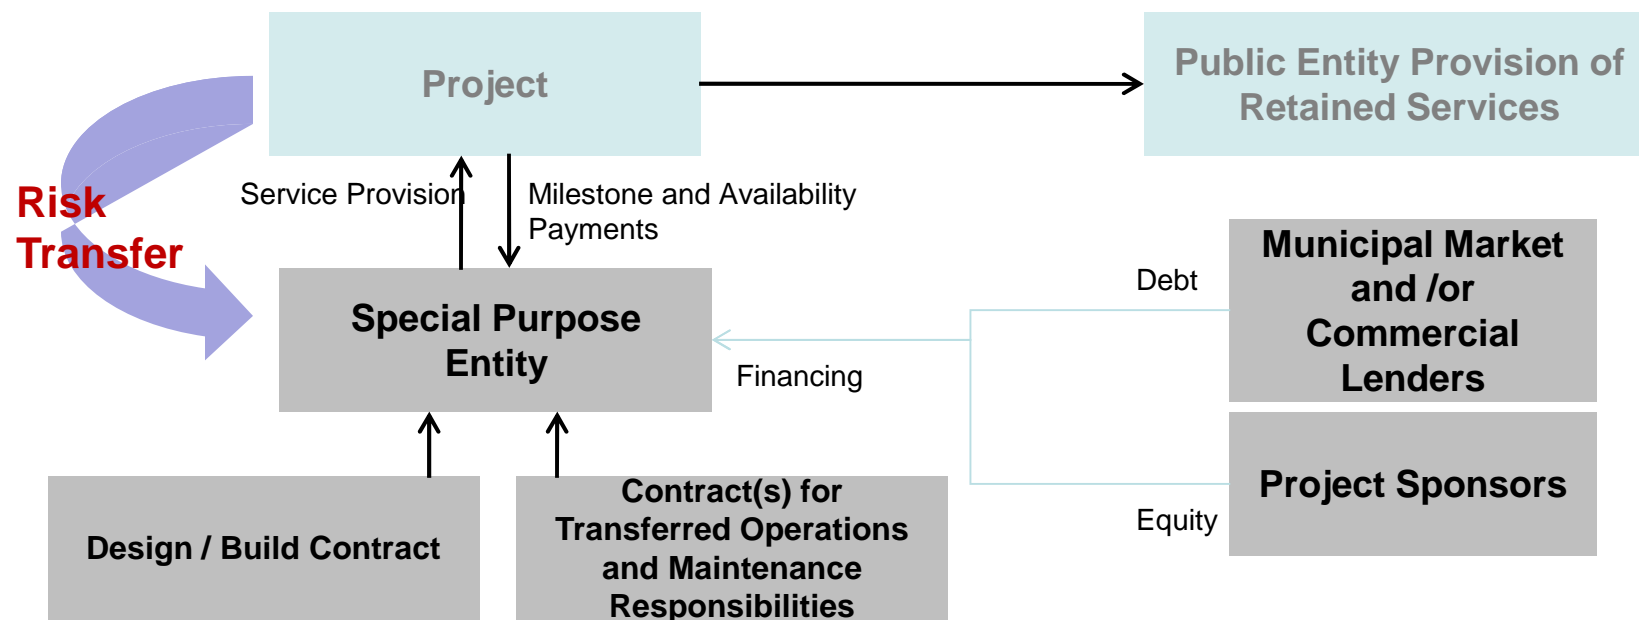 Project
Public Entity Provision of
Retained Services
Risk
Transfer
Service Provision
Milestone and Availability
Payments
Special Purpose
Entity
Debt
Financing
Equity
Municipal Market
and /or
Commercial
Lenders
Project Sponsors
Design / Build Contract
Contract(s) for
Transferred Operations
and Maintenance
Responsibilities